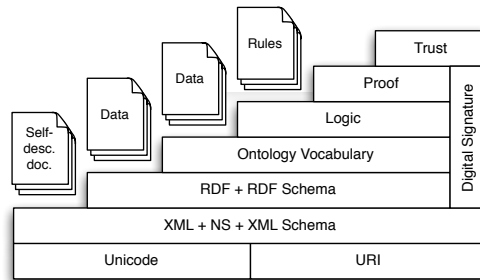 Rules
Trust
Data
Proof
Data
Logic
Self-
desc.
doc.
Ontology Vocabulary
Digital Signature
RDF + RDF Schema
XML + NS + XML Schema
Unicode
URI